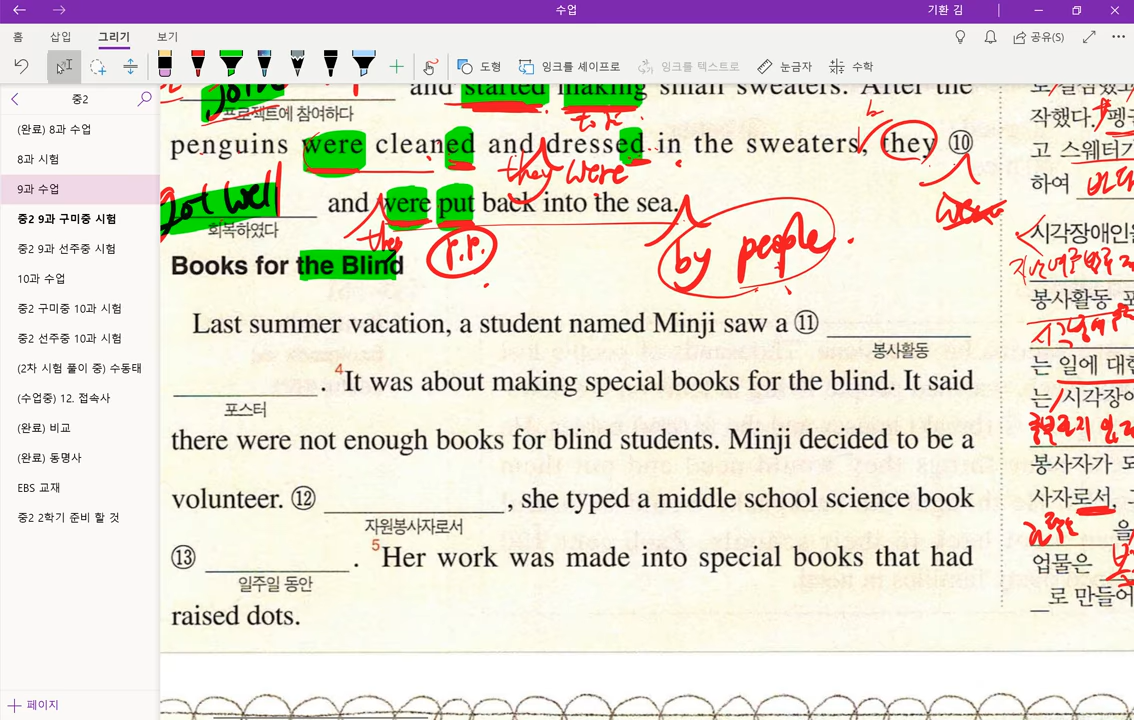 수업
기환 김
홈 삽입 그리기 보기
공유(S)
도형 잉크를 셰이프로 잉크를 텍스트로 눈금자 수학
중2
(완료) 8과 수업
8과 시험
9과 수업
중2 9과 구미중 시험
중2 9과 선주중 시험
10과 수업
중2 구미중 10과 시험
중2 선주중 10과 시험
(2차 시험 풀이 중) 수동태
(수업중) 12. 접속사
(완료) 비교
(완료) 동명사
EBS 교재
중2 2학기 준비 할 것
페이지
and started making small sweaters. After the
프로젝트에 참여하다
penguins were cleaned and dressed in the sweaters, they ⑩
they were
got well and were put back into the sea.
회복하였다
they
p.p.
by people.
Books for the Blind
Last summer vacation, a student named Minji saw a ⑪
봉사활동
4 It was about making special books for the blind. It said
포스터
there were not enough books for blind students. Minji decided to be a
volunteer. ⑫ , she typed a middle school science book
자원봉사자로서
⑬ . 5 Her work was made into special books that had
일주일 동안
raised dots.
작했다.
고 스웨터
하여
시각장애인
봉사활동
는 일에 대
는 시각장애
봉사자가 되
사자로서,
을
업물은
로 만들어